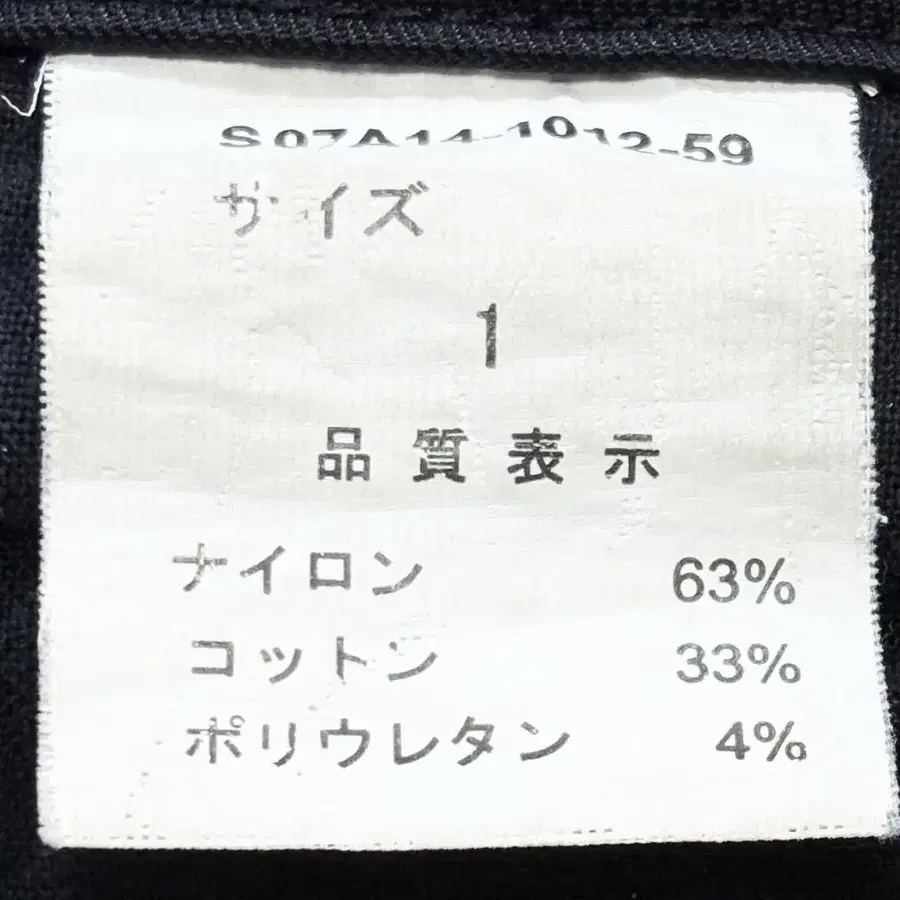 S07A14-1012-59
サイズ
1
品質表示
ナイロン 63%
コットン 33%
ポリウレタン 4%